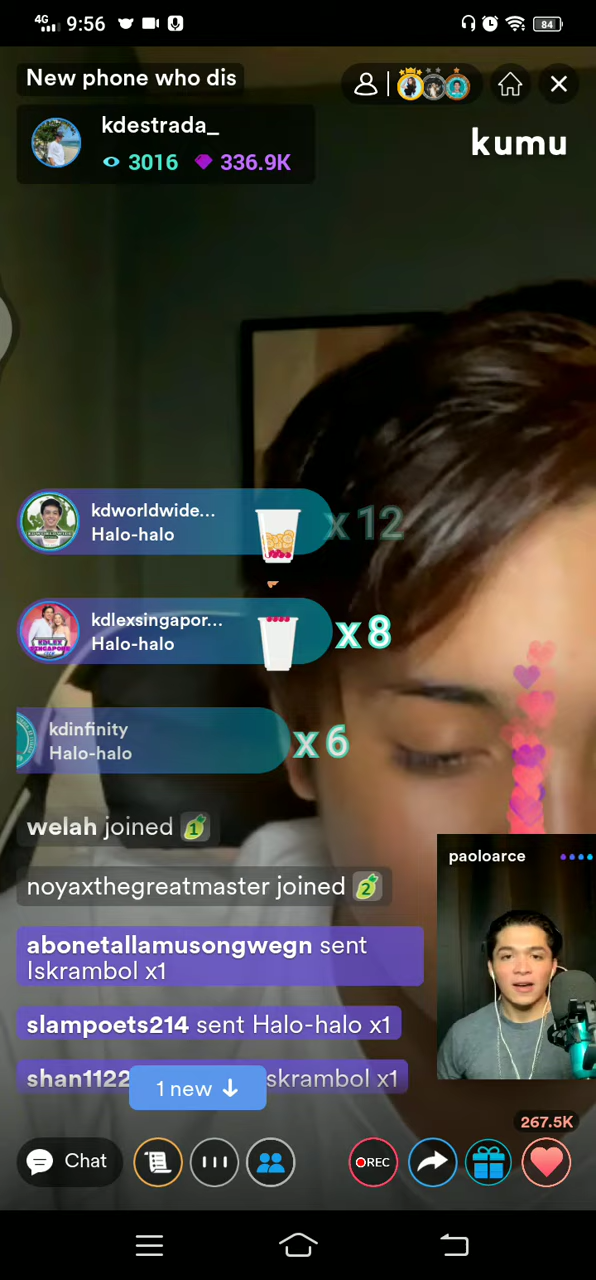 4G 9:56 84
New phone who dis
kdestrada_
3016 336.9K
kumu
kdworldwide...
Halo-halo
x 12
kdlexsingapor...
Halo-halo
x 8
KDLEX
SINGAPORE
kdinfinity
Halo-halo
x 6
welah joined 1
noyaxthegreatmaster joined 2
paoloarce
abonetallamusongwegn sent
Iskrambol x1
slampoets214 sent Halo-halo x1
shan1122 skrambol x1
1 new
267.5K
Chat
REC